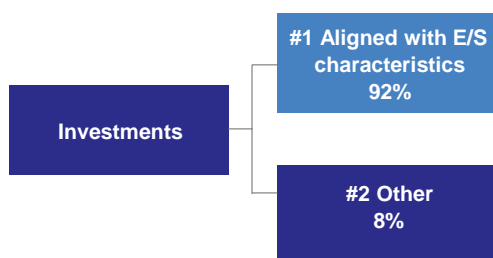 #1 Aligned with E/S
characteristics
92%
Investments
#2 Other
8%